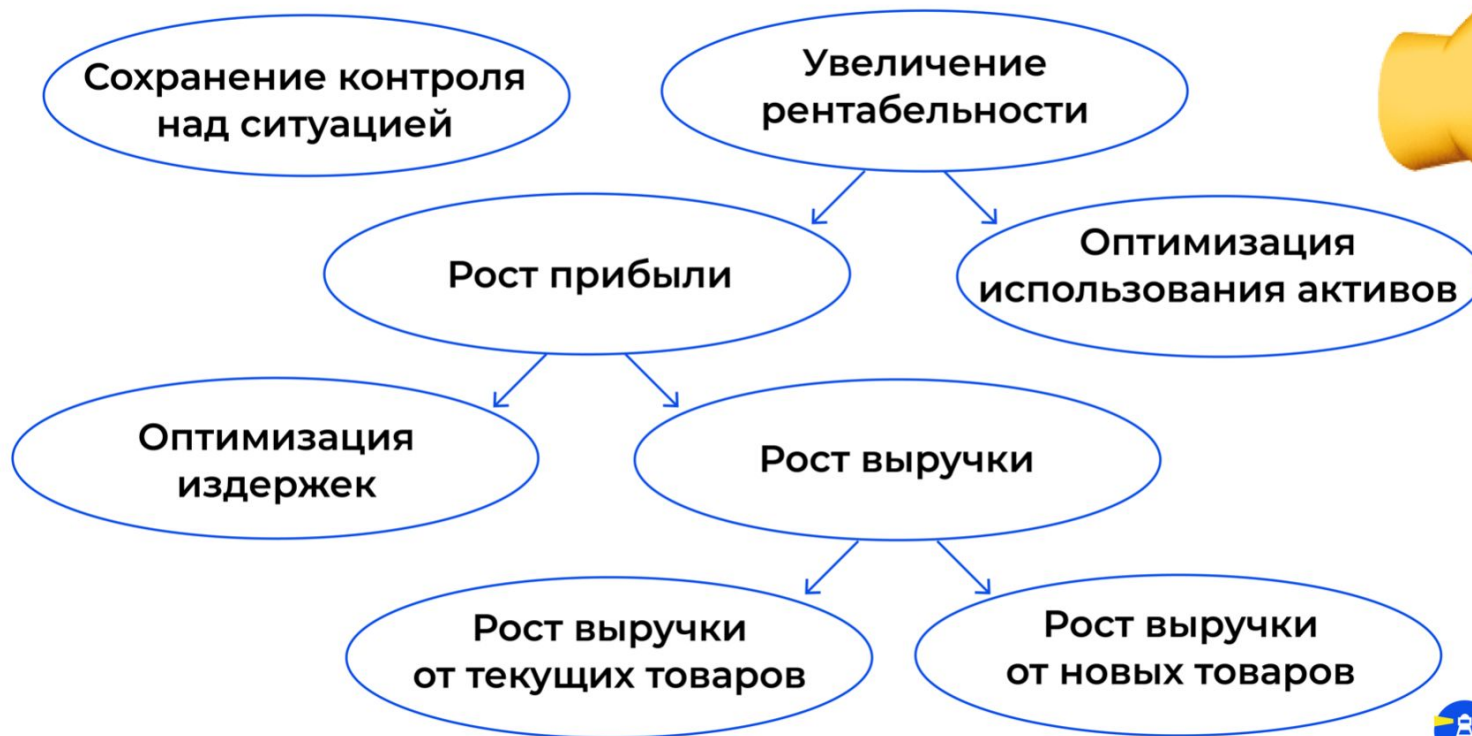 Сохранение контроля
над ситуацией
Увеличение
рентабельности
Рост прибыли
Оптимизация
использования активов
Оптимизация
издержек
Рост выручки
Рост выручки
от текущих товаров
Рост выручки
от новых товаров